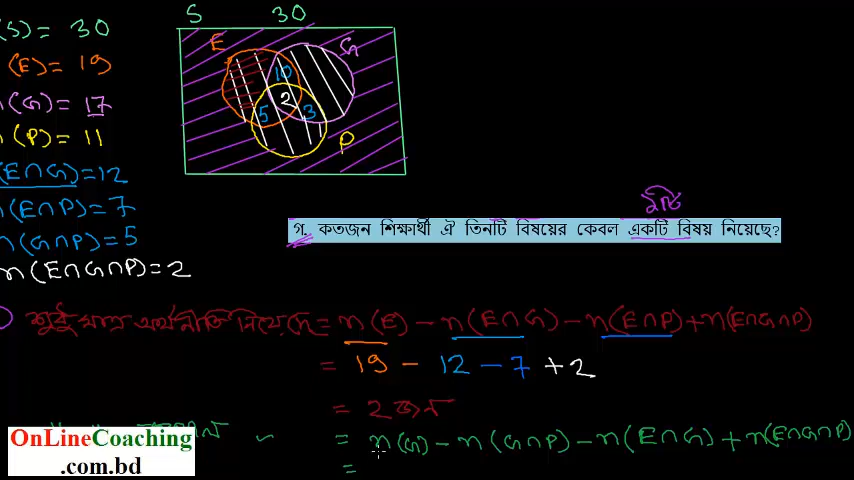 S 30
(S) = 30
E G
(E) = 19
10
n(G) = 17
2
5 3
n(P) = 11
P
(E∩G) = 12
n(E∩P) = 7
n(G∩P) = 5
n(E∩G∩P) = 2
গ. কতজন শিক্ষার্থী ঐ তিনটি বিষয়ের কেবল একটি বিষয় নিয়েছে?
শুধু মাত্র অর্থনীতি নিয়েছে = n(E) − n(E∩G) − n(E∩P) + n(E∩G∩P)
= 19 − 12 − 7 + 2
= 2 জন
= n(G) − n(G∩P) − n(E∩G) + n(E∩G∩P)
=
OnLineCoaching
.com.bd